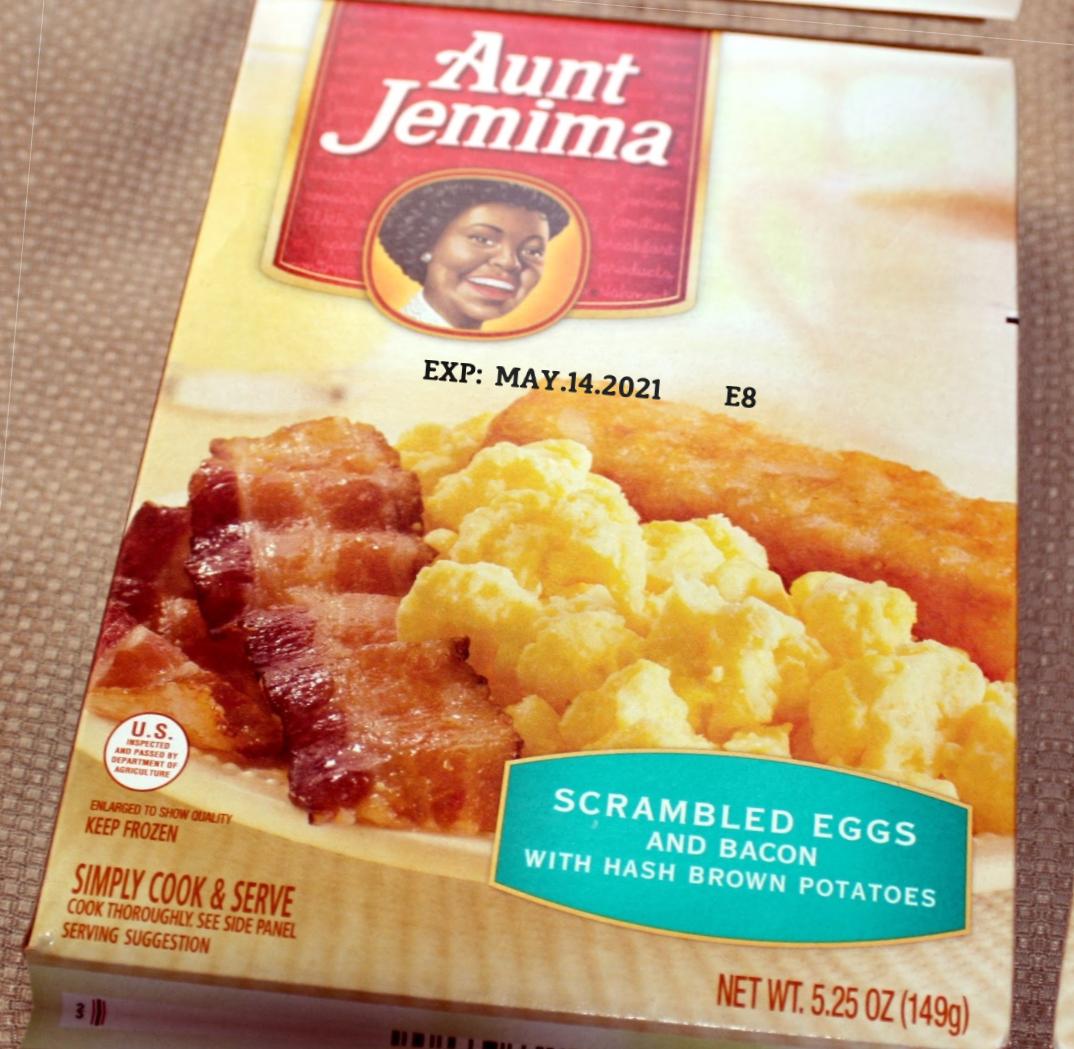 Aunt
Jemima
EXP: MAY.14.2021 E8
U.S.
INSPECTED
AND PASSED BY
DEPARTMENT OF
AGRICULTURE
ENLARGED TO SHOW QUALITY
KEEP FROZEN
SIMPLY COOK & SERVE
COOK THOROUGHLY. SEE SIDE PANEL
SERVING SUGGESTION
SCRAMBLED EGGS
AND BACON
WITH HASH BROWN POTATOES
NET WT. 5.25 OZ (149g)
3